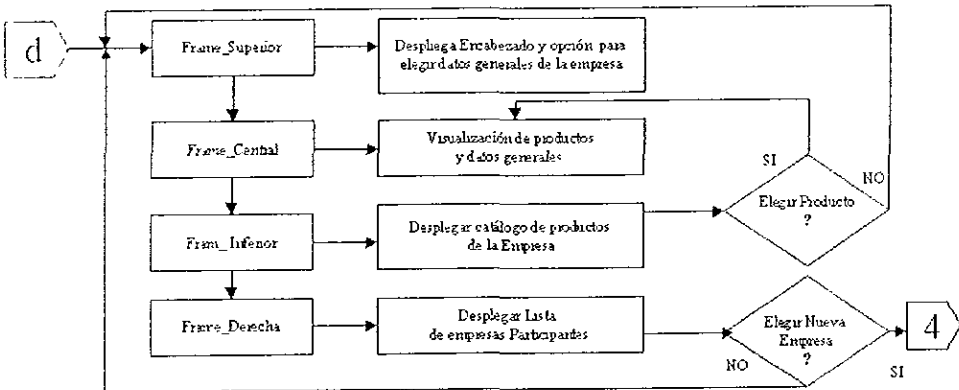 d
Frame_Superior
Despliega Encabezado y opción para
elegir datos generales de la empresa
Frame_Central
Visualización de productos
y datos generales
SI
NO
Elegir Producto
?
Fram_Inferior
Desplegar catálogo de productos
de la Empresa
Frame_Derecha
Desplegar Lista
de empresas Participantes
Elegir Nueva
Empresa
?
NO
SI
4